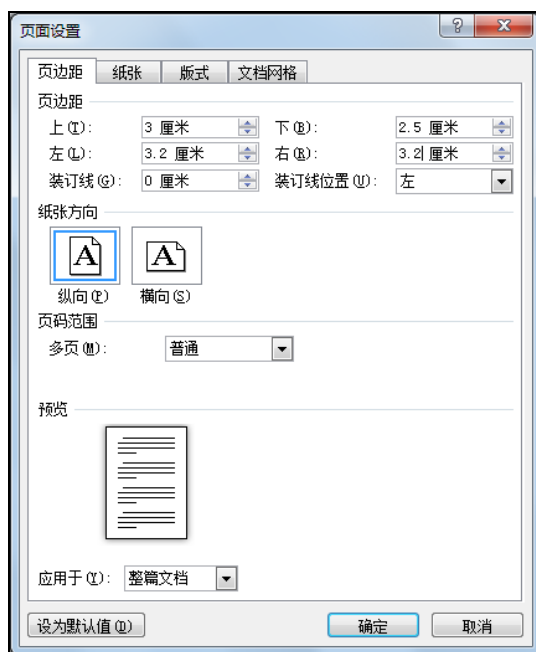 页面设置
页边距 纸张 版式 文档网格
页边距
上(T): 3 厘米 下(B): 2.5 厘米
左(L): 3.2 厘米 右(R): 3.2 厘米
装订线(G): 0 厘米 装订线位置(U): 左
纸张方向
A A
纵向(P) 横向(S)
页码范围
多页(M): 普通
预览
应用于(Y): 整篇文档
设为默认值(D) 确定 取消